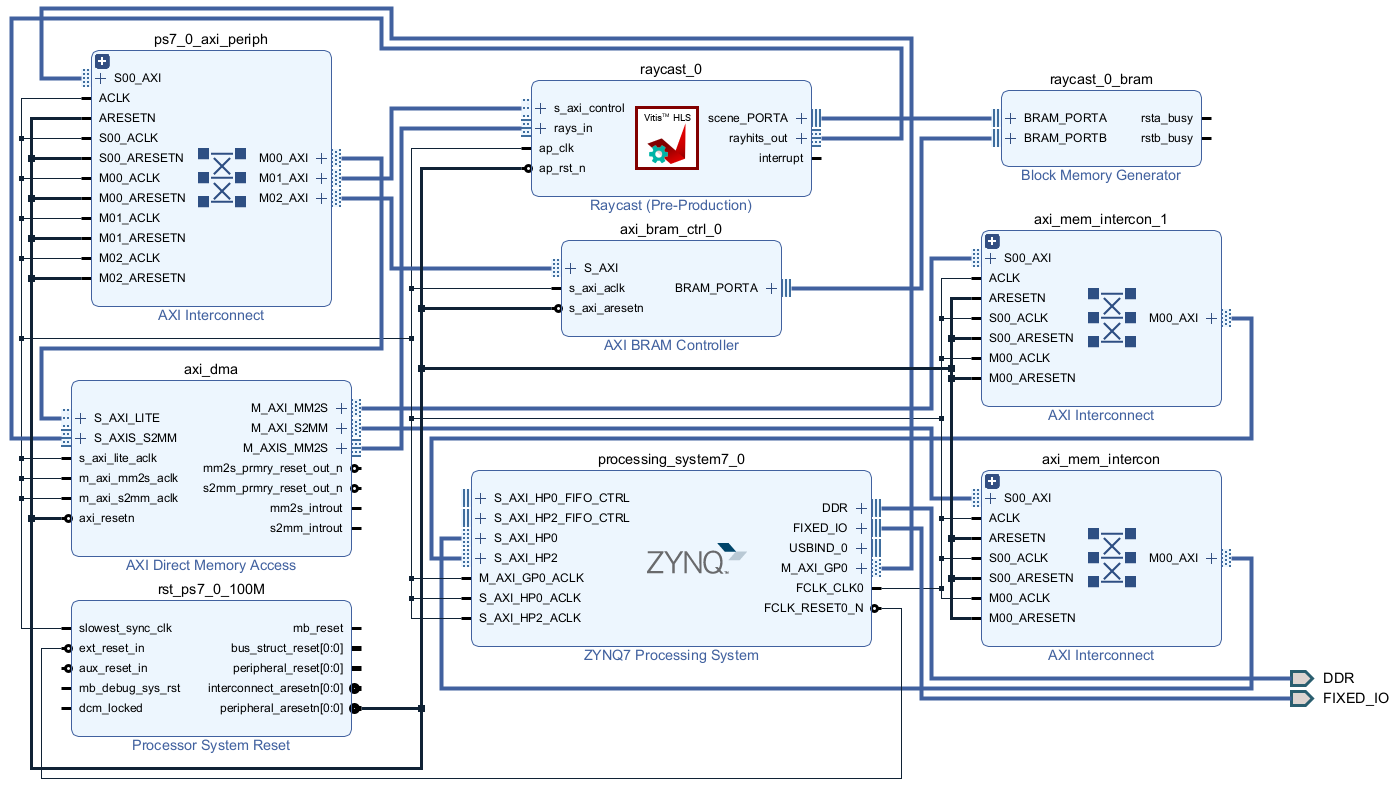 ps7_0_axi_periph
S00_AXI
ACLK
ARESETN
S00_ACLK
S00_ARESETN
M00_ACLK
M00_ARESETN
M01_ACLK
M01_ARESETN
M02_ACLK
M02_ARESETN
M00_AXI
M01_AXI
M02_AXI
AXI Interconnect
raycast_0
s_axi_control
rays_in
ap_clk
ap_rst_n
Vitis™ HLS
scene_PORTA
rayhits_out
interrupt
Raycast (Pre-Production)
raycast_0_bram
BRAM_PORTA
BRAM_PORTB
rsta_busy
rstb_busy
Block Memory Generator
axi_bram_ctrl_0
S_AXI
s_axi_aclk
s_axi_aresetn
BRAM_PORTA
AXI BRAM Controller
axi_mem_intercon_1
S00_AXI
ACLK
ARESETN
S00_ACLK
S00_ARESETN
M00_ACLK
M00_ARESETN
M00_AXI
AXI Interconnect
axi_dma
S_AXI_LITE
S_AXIS_S2MM
s_axi_lite_aclk
m_axi_mm2s_aclk
m_axi_s2mm_aclk
axi_resetn
M_AXI_MM2S
M_AXI_S2MM
M_AXIS_MM2S
mm2s_prmry_reset_out_n
s2mm_prmry_reset_out_n
mm2s_introut
s2mm_introut
AXI Direct Memory Access
processing_system7_0
S_AXI_HP0_FIFO_CTRL
S_AXI_HP2_FIFO_CTRL
S_AXI_HP0
S_AXI_HP2
M_AXI_GP0_ACLK
S_AXI_HP0_ACLK
S_AXI_HP2_ACLK
ZYNQ
DDR
FIXED_IO
USBIND_0
M_AXI_GP0
FCLK_CLK0
FCLK_RESET0_N
ZYNQ7 Processing System
axi_mem_intercon
S00_AXI
ACLK
ARESETN
S00_ACLK
S00_ARESETN
M00_ACLK
M00_ARESETN
M00_AXI
AXI Interconnect
rst_ps7_0_100M
slowest_sync_clk
ext_reset_in
aux_reset_in
mb_debug_sys_rst
dcm_locked
mb_reset
bus_struct_reset[0:0]
peripheral_reset[0:0]
interconnect_aresetn[0:0]
peripheral_aresetn[0:0]
Processor System Reset
DDR
FIXED_IO